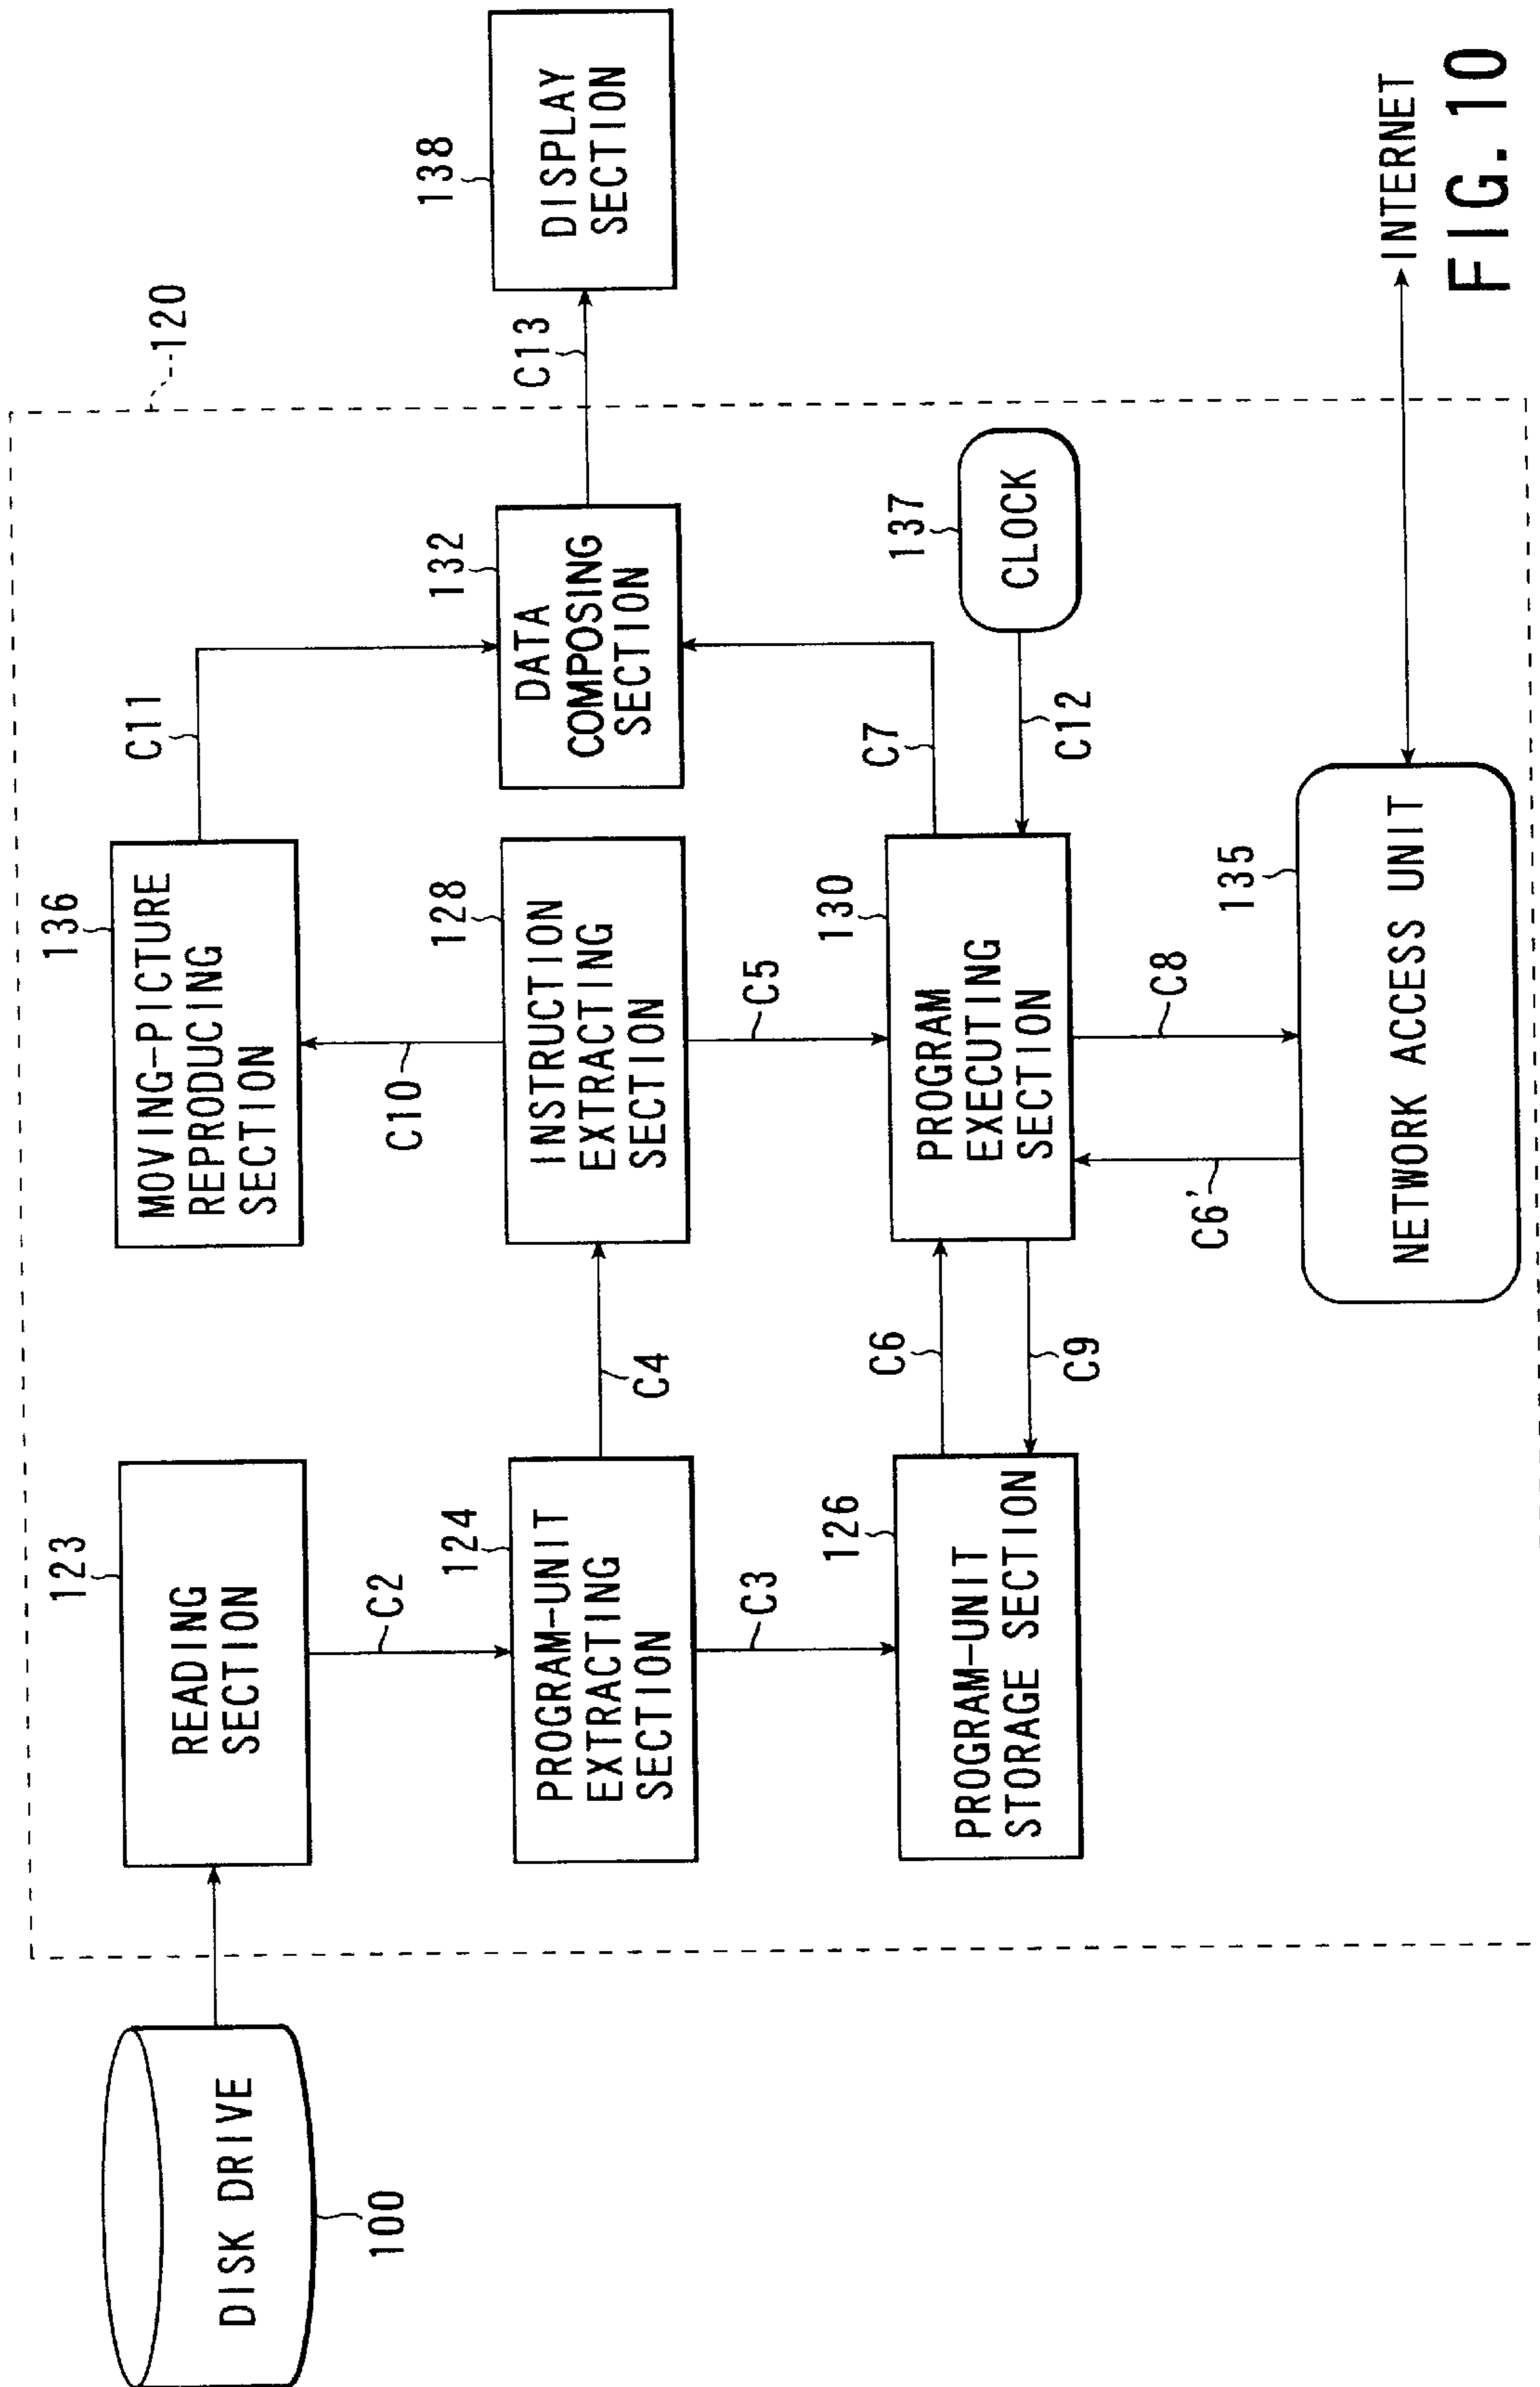 DISK DRIVE
100
120
123
READING
SECTION
C2
124
PROGRAM-UNIT
EXTRACTING
SECTION
C3
126
PROGRAM-UNIT
STORAGE SECTION
C4
C6
C9
136
MOVING-PICTURE
REPRODUCING
SECTION
C10
128
INSTRUCTION
EXTRACTING
SECTION
C5
130
PROGRAM
EXECUTING
SECTION
C6'
C8
135
NETWORK ACCESS UNIT
C11
132
DATA
COMPOSING
SECTION
C7
C12
137
CLOCK
C13
138
DISPLAY
SECTION
INTERNET
FIG. 10